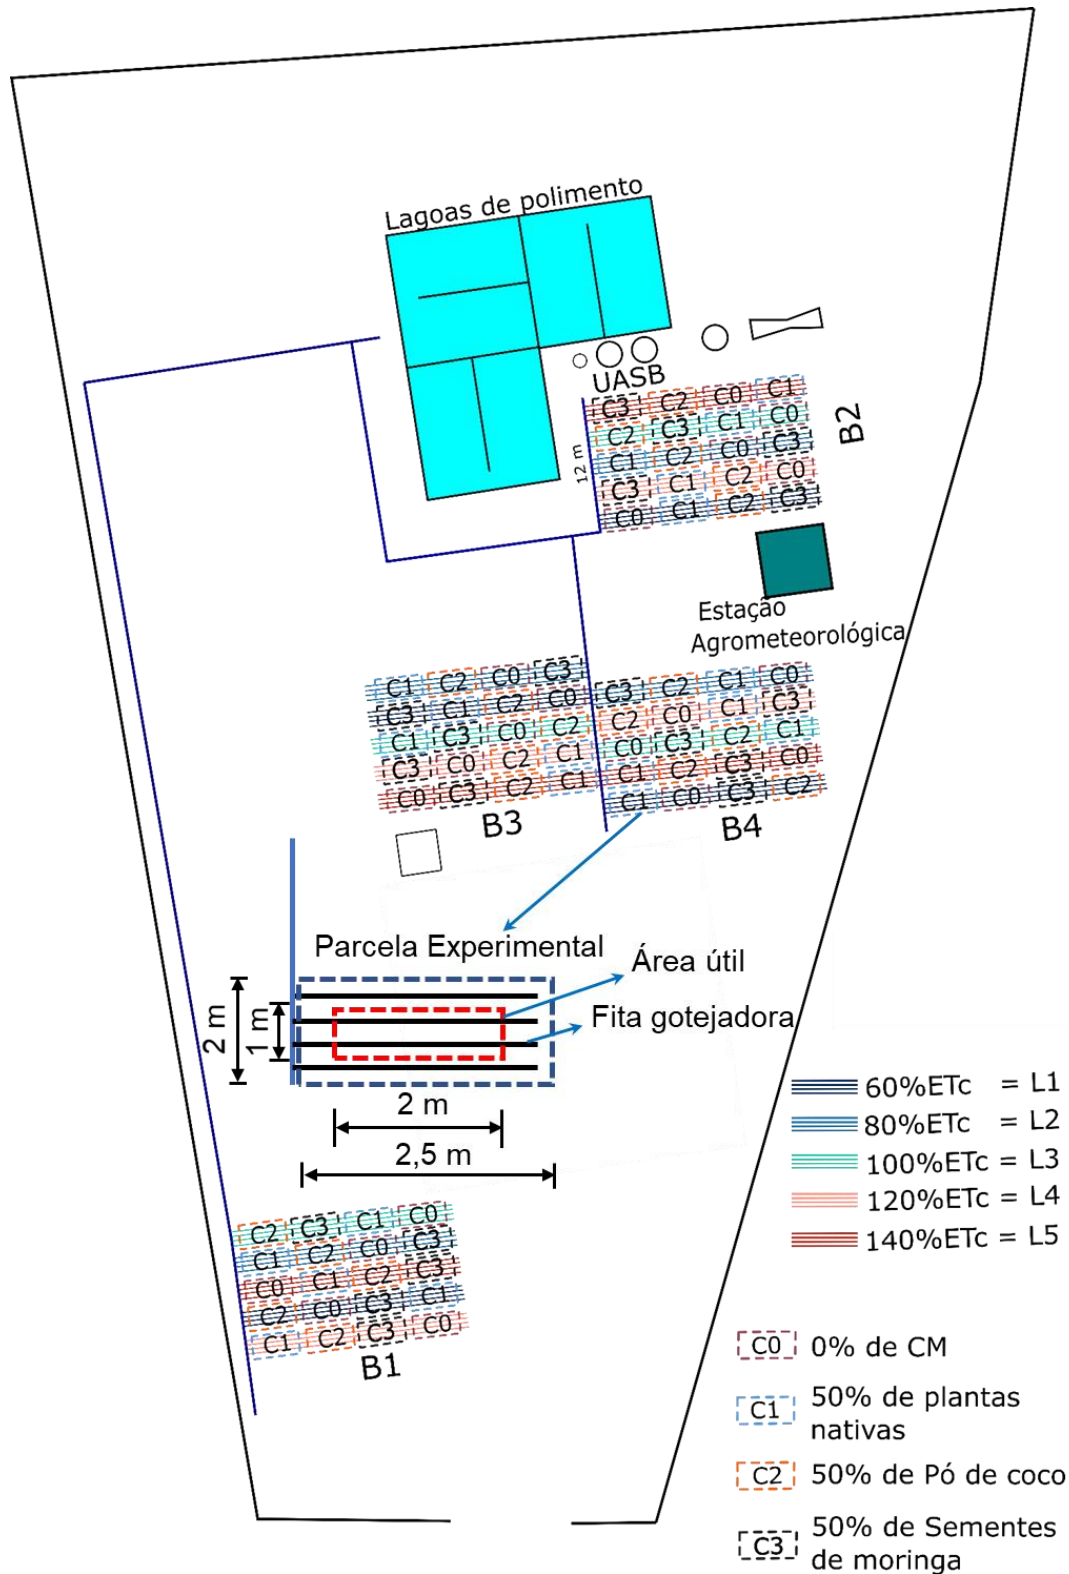 Lagoas de polimento
UASB
12 m
C3 C2 C0 C1
C2 C3 C1 C0
C1 C2 C0 C3
C3 C1 C2 C0
C0 C1 C2 C3
B2
Estação
Agrometeorológica
C1 C2 C0 C3
C3 C1 C2 C0
C1 C3 C0 C2
C3 C0 C2 C1
C0 C3 C2 C1
B3
C3 C2 C1 C0
C2 C0 C1 C3
C0 C3 C2 C1
C1 C2 C3 C0
C1 C0 C3 C2
B4
Parcela Experimental
Área útil
Fita gotejadora
2 m
1 m
2 m
2,5 m
C2 C3 C1 C0
C1 C2 C0 C3
C0 C1 C2 C3
C2 C0 C3 C1
C1 C2 C3 C0
B1
60%ETc = L1
80%ETc = L2
100%ETc = L3
120%ETc = L4
140%ETc = L5
C0 0% de CM
C1 50% de plantas
nativas
C2 50% de Pó de coco
C3 50% de Sementes
de moringa